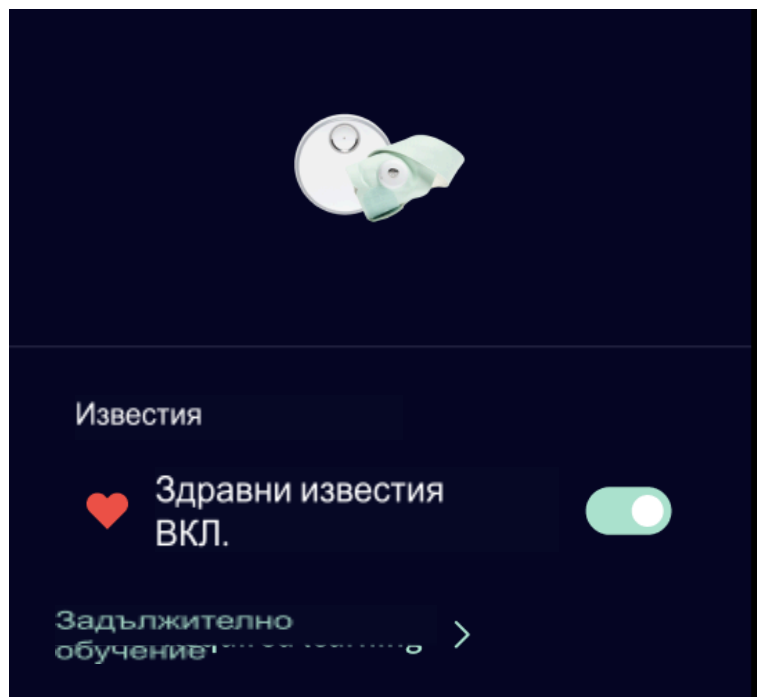 Известия
Здравни известия
ВКЛ.
Задължително
обучение